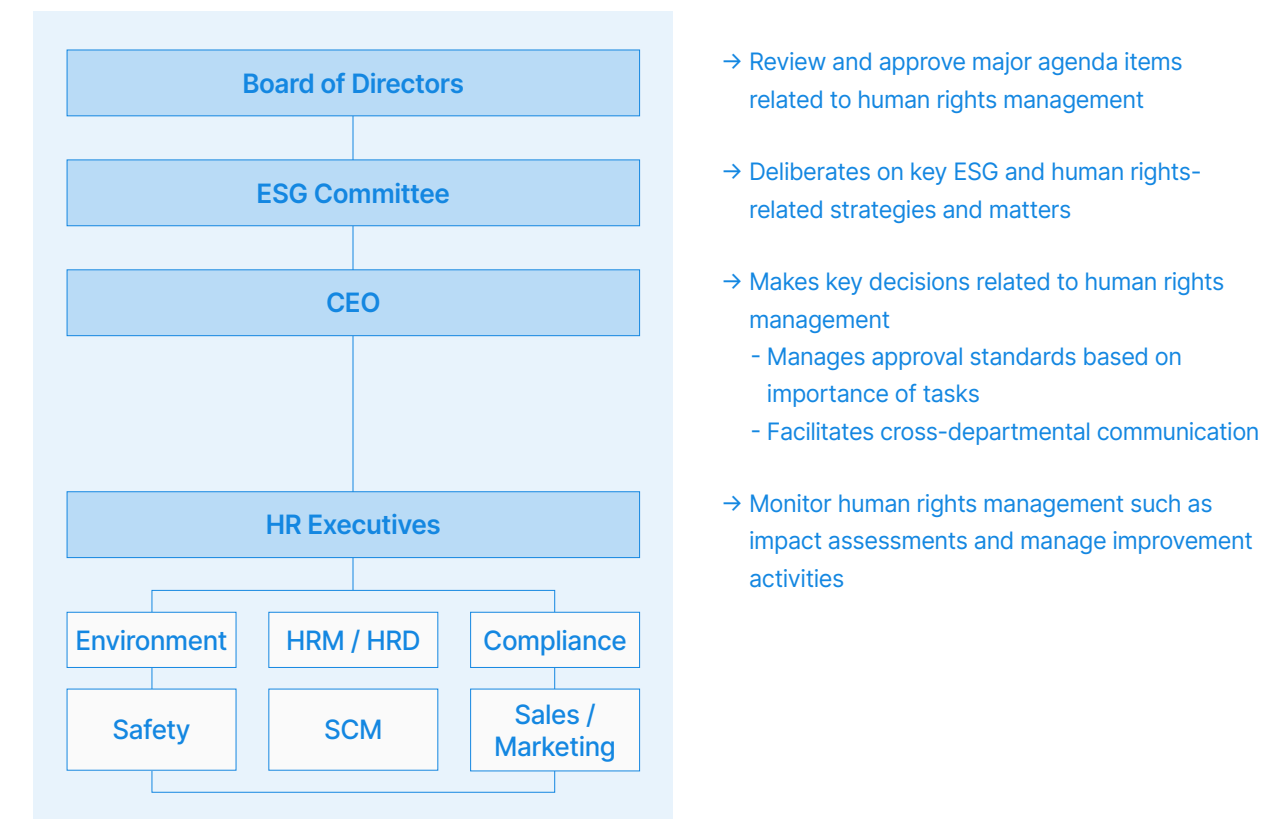 Board of Directors
→ Review and approve major agenda items
related to human rights management
ESG Committee
→ Deliberates on key ESG and human rights-
related strategies and matters
CEO
→ Makes key decisions related to human rights
management
- Manages approval standards based on
importance of tasks
- Facilitates cross-departmental communication
HR Executives
→ Monitor human rights management such as
impact assessments and manage improvement
activities
Environment
HRM / HRD
Compliance
Safety
SCM
Sales /
Marketing